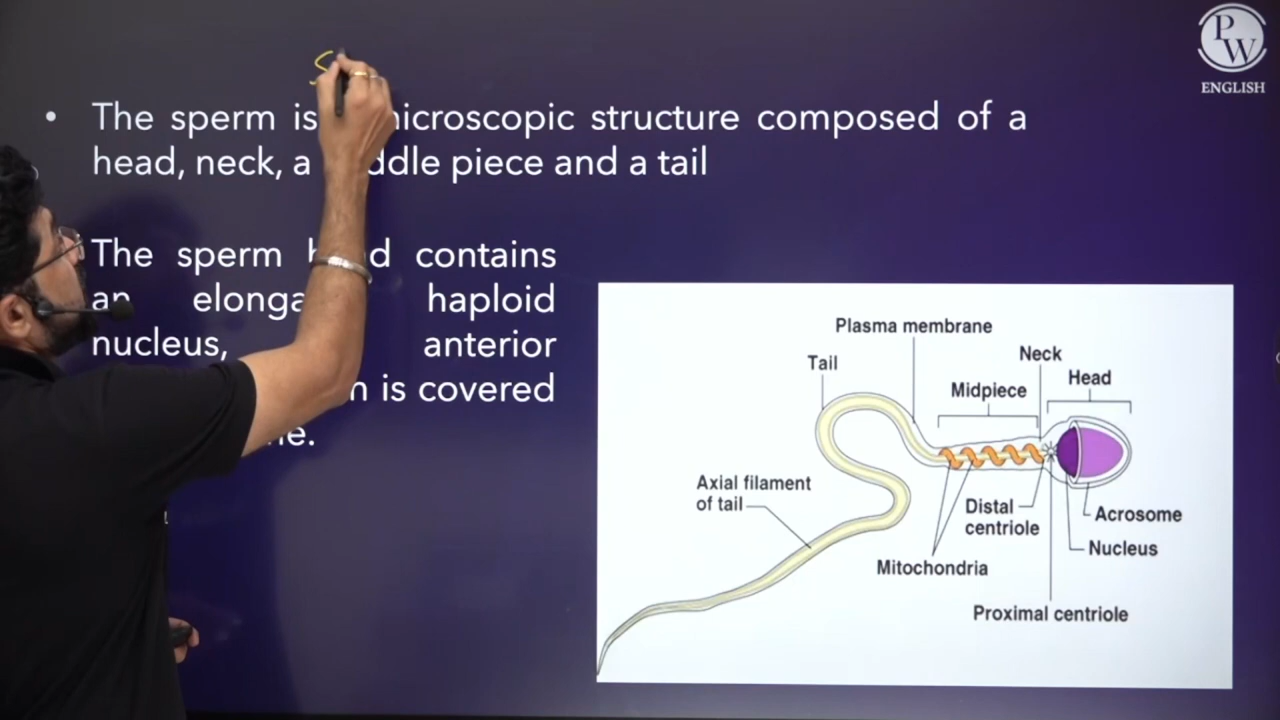 PW
ENGLISH
S
• The sperm is microscopic structure composed of a
head, neck, a piece and a tail
The sperm contains
an haploid
nucleus, anterior
is covered
Plasma membrane
Tail
Neck
Head
Midpiece
Axial filament
of tail
Distal
centriole
Acrosome
Nucleus
Mitochondria
Proximal centriole